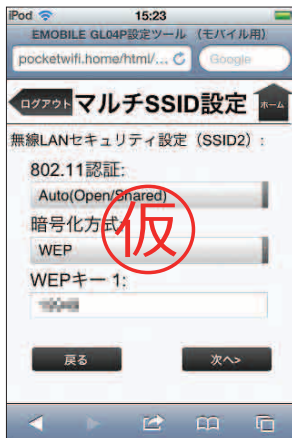 iPod 15:23
EMOBILE GL04P設定ツール （モバイル用）
pocketwifi.home/html/... Google
ログアウト マルチSSID設定 ホーム
無線LANセキュリティ設定（SSID2）:
802.11認証:
Auto(Open/Shared)
暗号化方式
WEP
仮
WEPキー 1:
戻る 次へ>